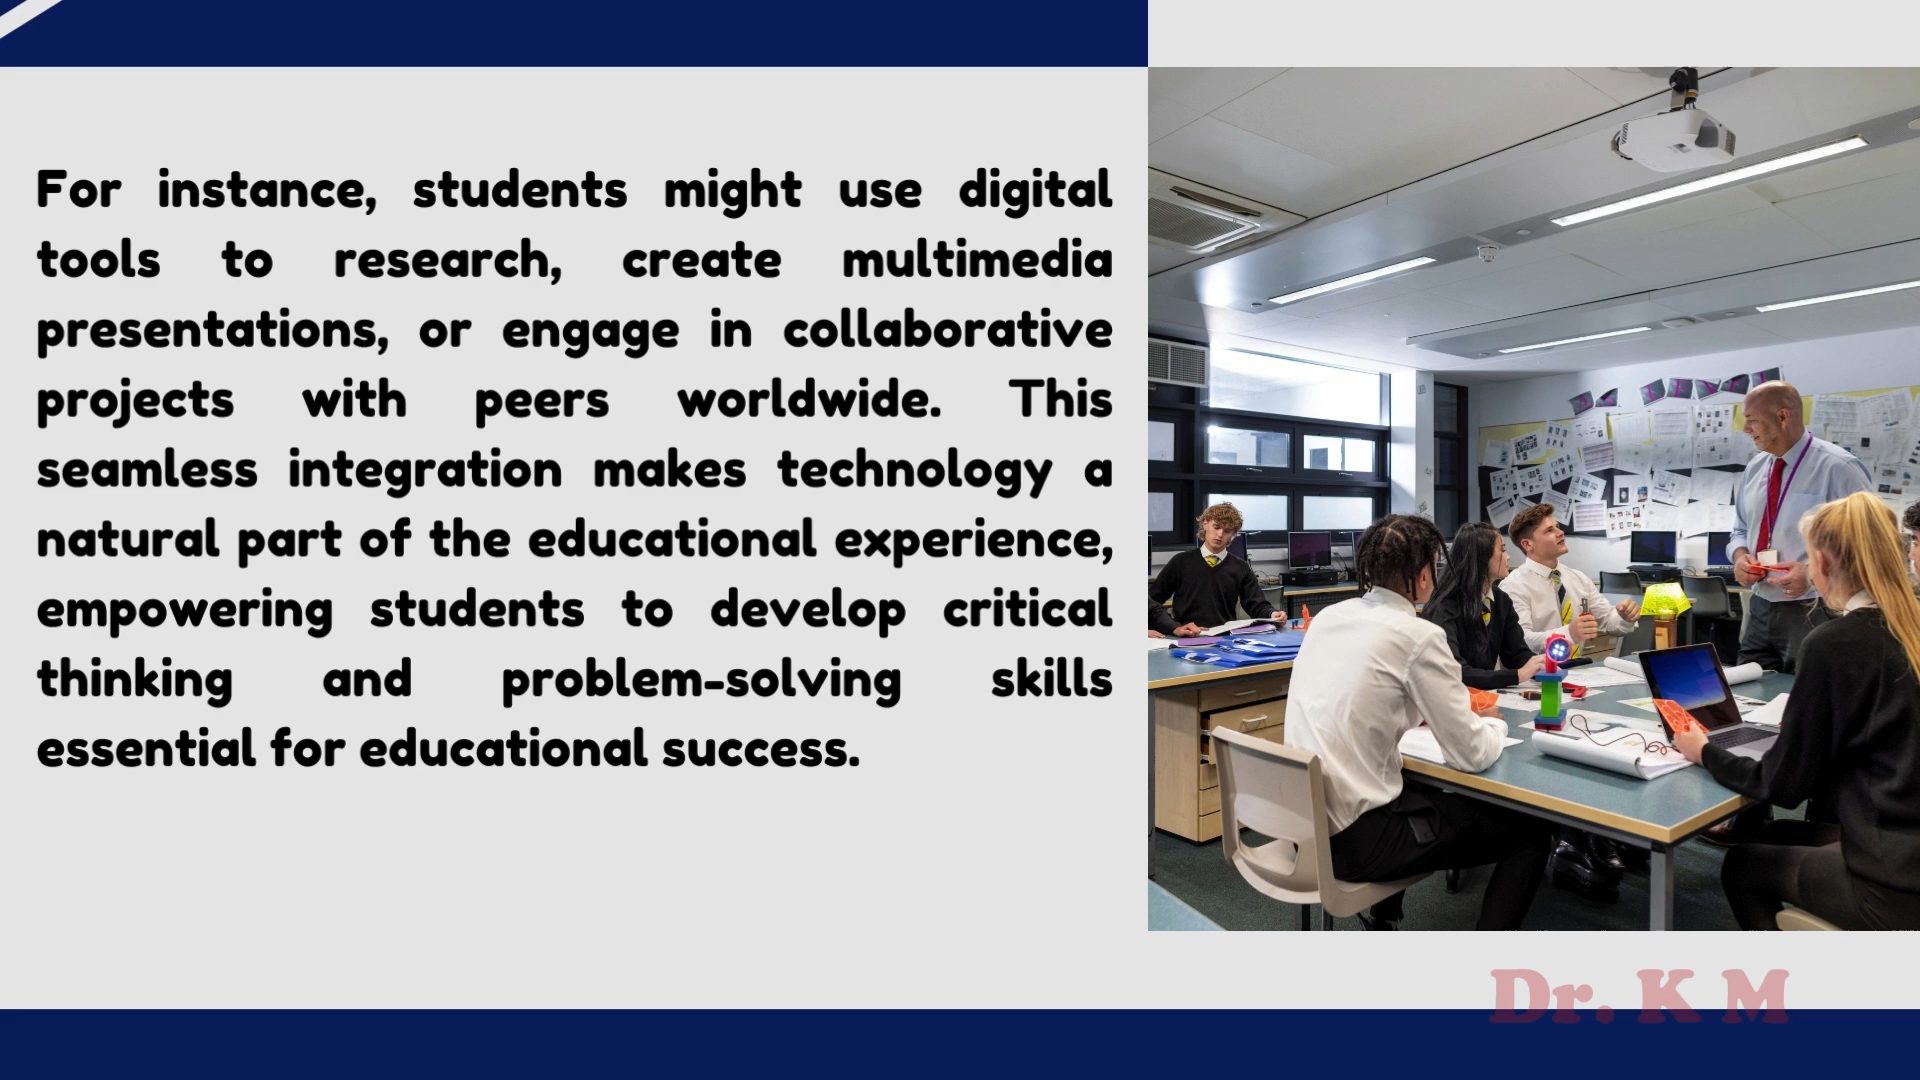 For instance, students might use digital
tools to research, create multimedia
presentations, or engage in collaborative
projects with peers worldwide. This
seamless integration makes technology a
natural part of the educational experience,
empowering students to develop critical
thinking and problem-solving skills
essential for educational success.
Dr. K M